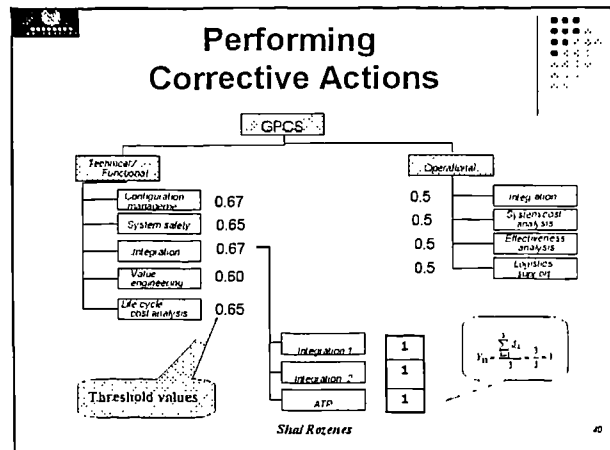 Performing
Corrective Actions
GPCS
Technical/
Functional
Operational
Configuration
manageme
0.67
System safety
0.65
Integration
0.67
Value
engineering
0.60
Life cycle
cost analysis
0.65
0.5
Integration
0.5
System cost
analysis
0.5
Effectiveness
analysis
0.5
Logistics
support
Integration 1
1
Integration 2
1
ATP
1
Threshold values
Shai Rozenes
40